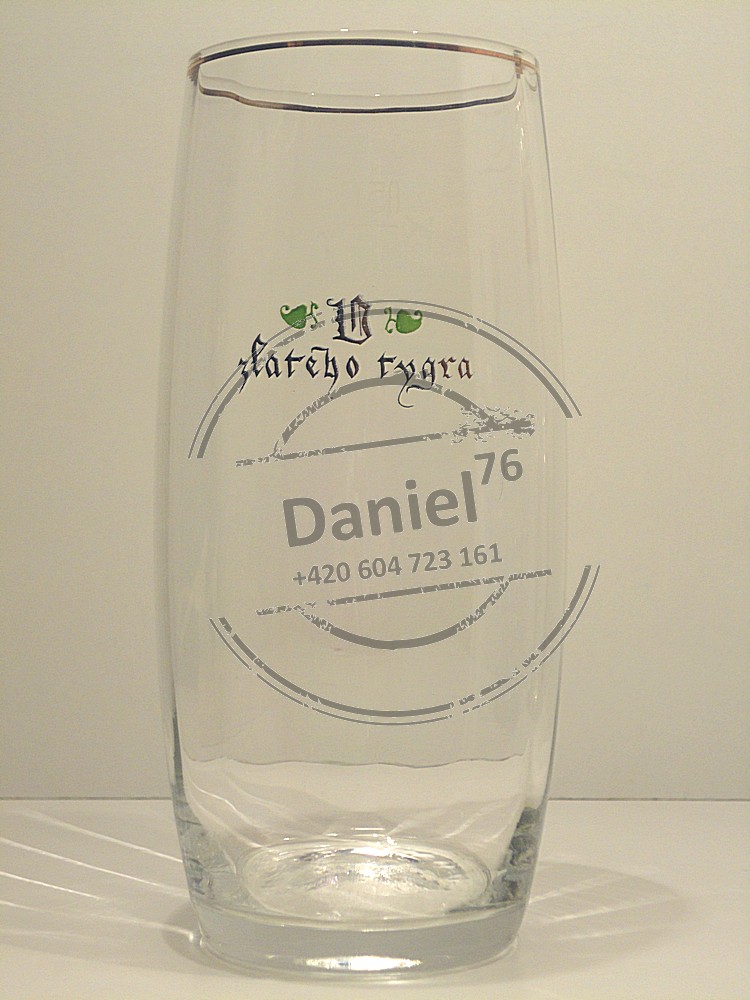 U
zlatého tygra
Daniel76
+420 604 723 161